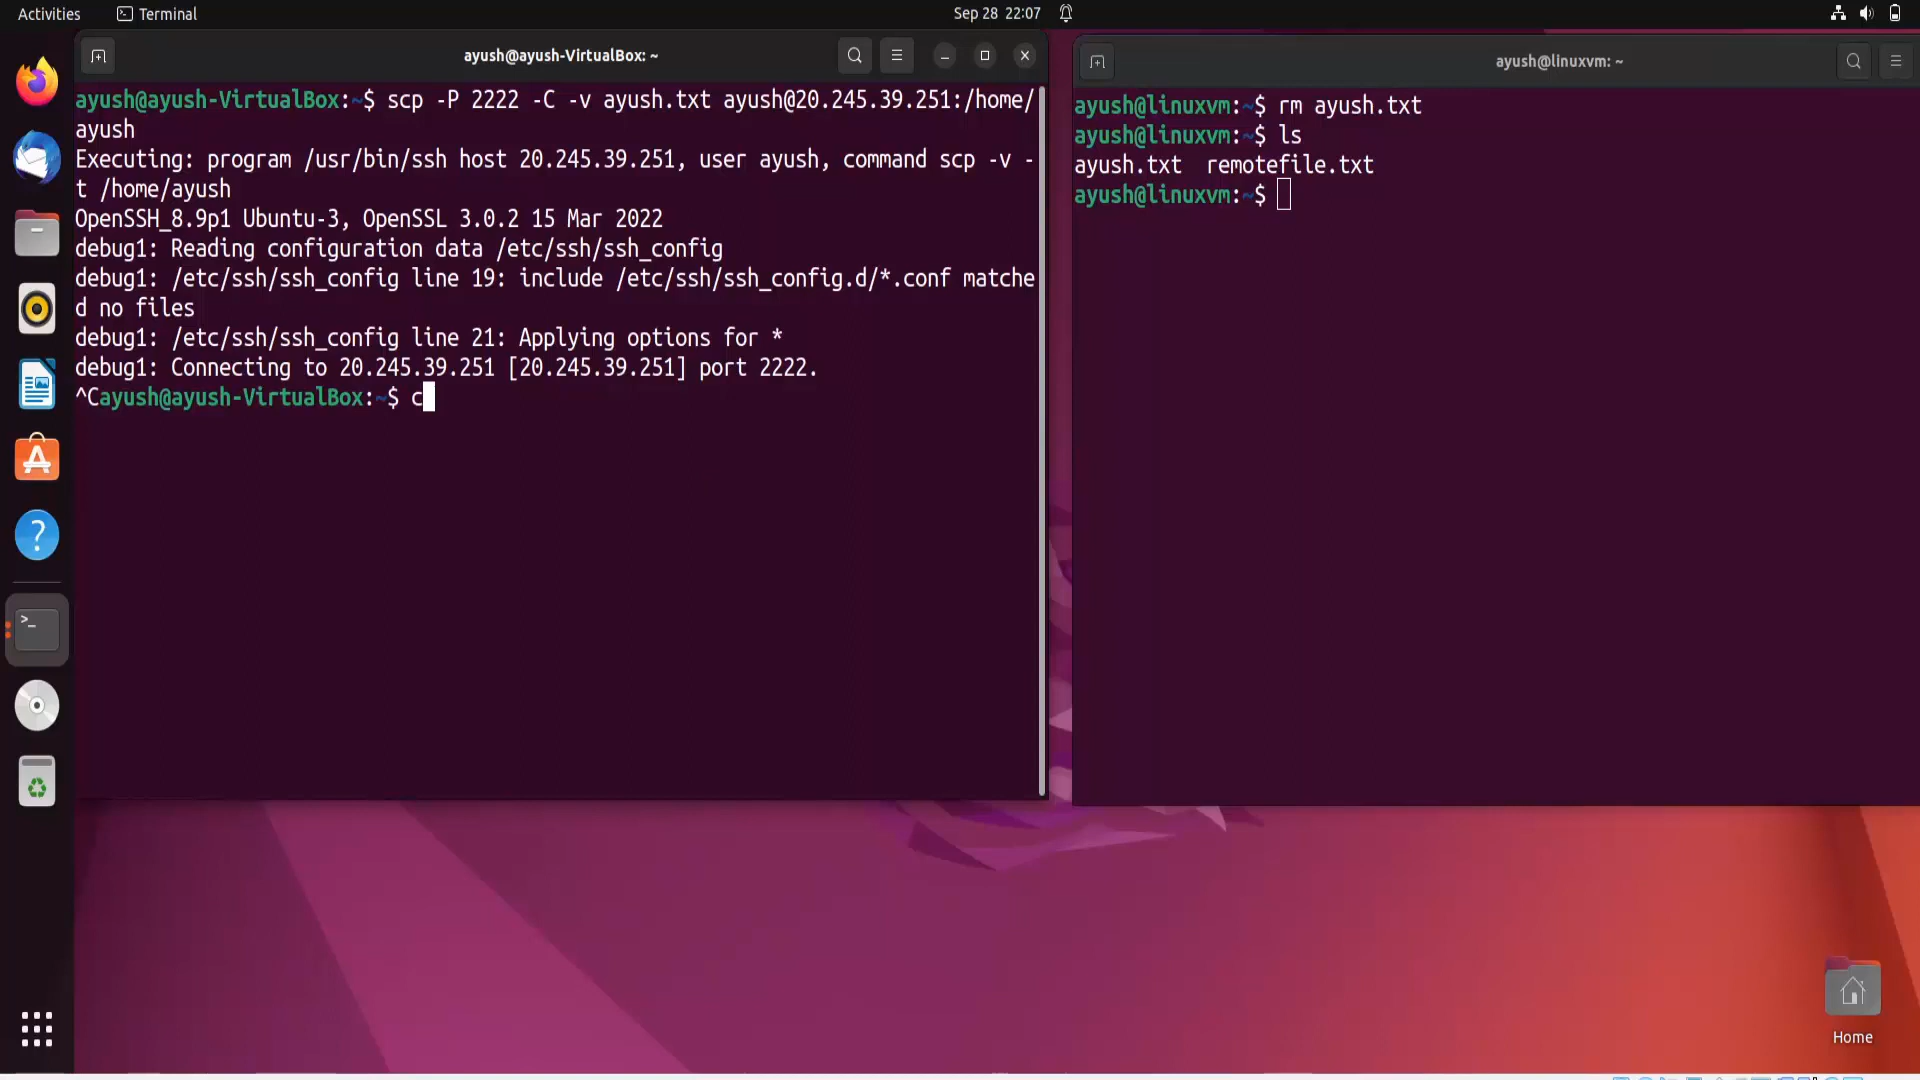 Activities
Terminal
Sep 28 22:07
ayush@ayush-VirtualBox: ~
ayush@ayush-VirtualBox:~$ scp -P 2222 -C -v ayush.txt ayush@20.245.39.251:/home/
ayush
Executing: program /usr/bin/ssh host 20.245.39.251, user ayush, command scp -v -
t /home/ayush
OpenSSH_8.9p1 Ubuntu-3, OpenSSL 3.0.2 15 Mar 2022
debug1: Reading configuration data /etc/ssh/ssh_config
debug1: /etc/ssh/ssh_config line 19: include /etc/ssh/ssh_config.d/*.conf matche
d no files
debug1: /etc/ssh/ssh_config line 21: Applying options for *
debug1: Connecting to 20.245.39.251 [20.245.39.251] port 2222.
^Cayush@ayush-VirtualBox:~$ c
ayush@linuxvm: ~
ayush@linuxvm:~$ rm ayush.txt
ayush@linuxvm:~$ ls
ayush.txt  remotefile.txt
ayush@linuxvm:~$
Home